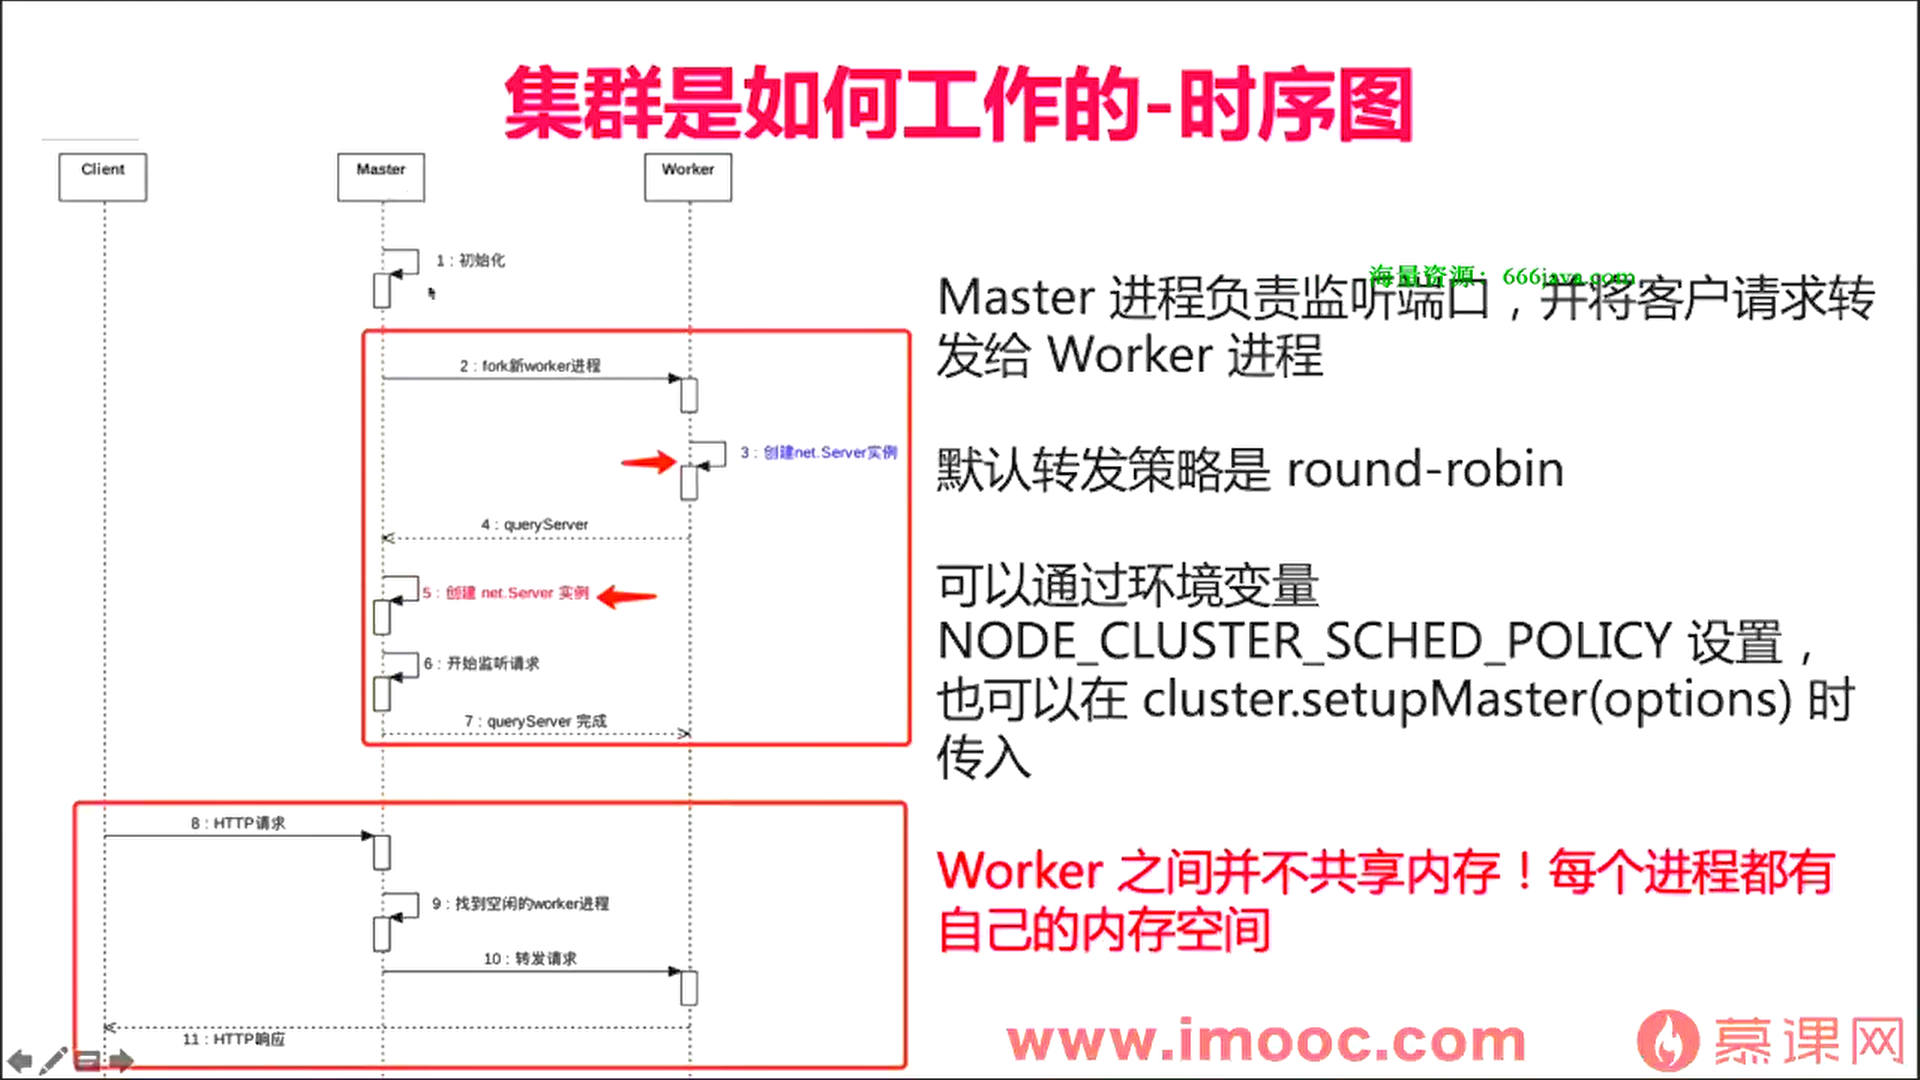 集群是如何工作的-时序图
Client
Master
Worker
1：初始化
2：fork新worker进程
3：创建net.Server实例
4：queryServer
5：创建 net.Server 实例
6：开始监听请求
7：queryServer 完成
8：HTTP请求
9：找到空闲的worker进程
10：转发请求
11：HTTP响应
海量资源：666java.com
Master 进程负责监听端口，并将客户请求转
发给 Worker 进程
默认转发策略是 round-robin
可以通过环境变量
NODE_CLUSTER_SCHED_POLICY 设置，
也可以在 cluster.setupMaster(options) 时
传入
Worker 之间并不共享内存！每个进程都有
自己的内存空间
www.imooc.com
慕课网